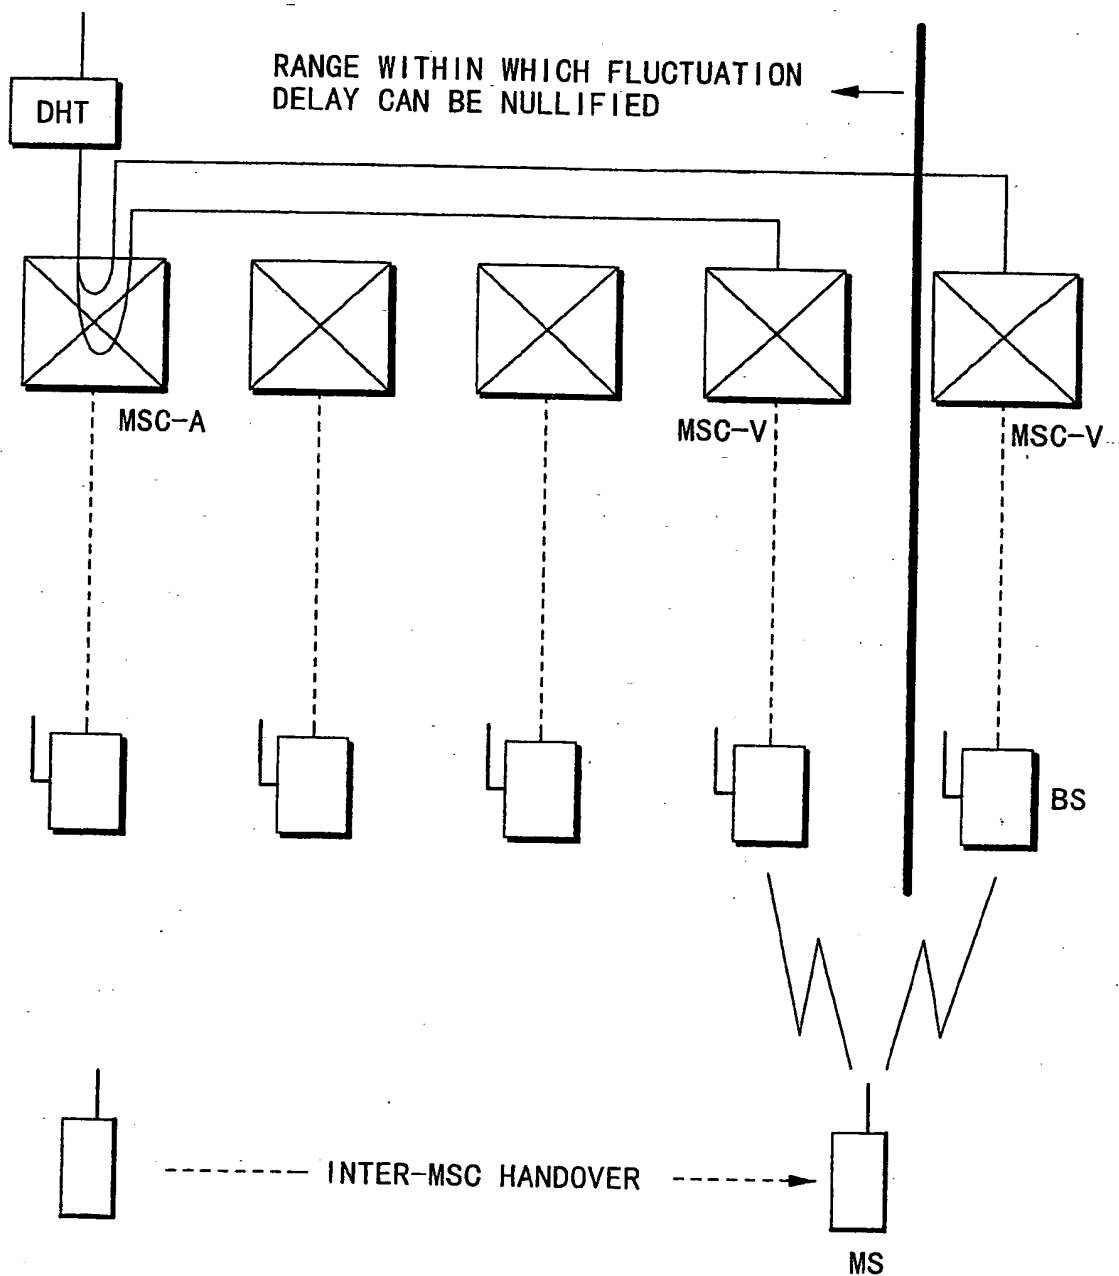 RANGE WITHIN WHICH FLUCTUATION
DELAY CAN BE NULLIFIED
DHT
MSC-A
MSC-V
MSC-V
BS
INTER-MSC HANDOVER
MS